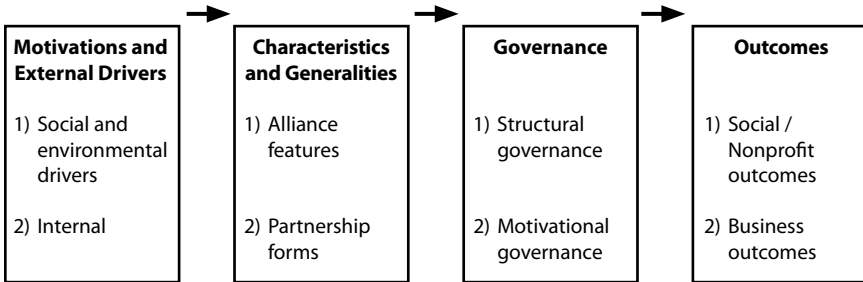 Motivations and
External Drivers
1) Social and
environmental
drivers
2) Internal
Characteristics
and Generalities
1) Alliance
features
2) Partnership
forms
Governance
1) Structural
governance
2) Motivational
governance
Outcomes
1) Social /
Nonprofit
outcomes
2) Business
outcomes